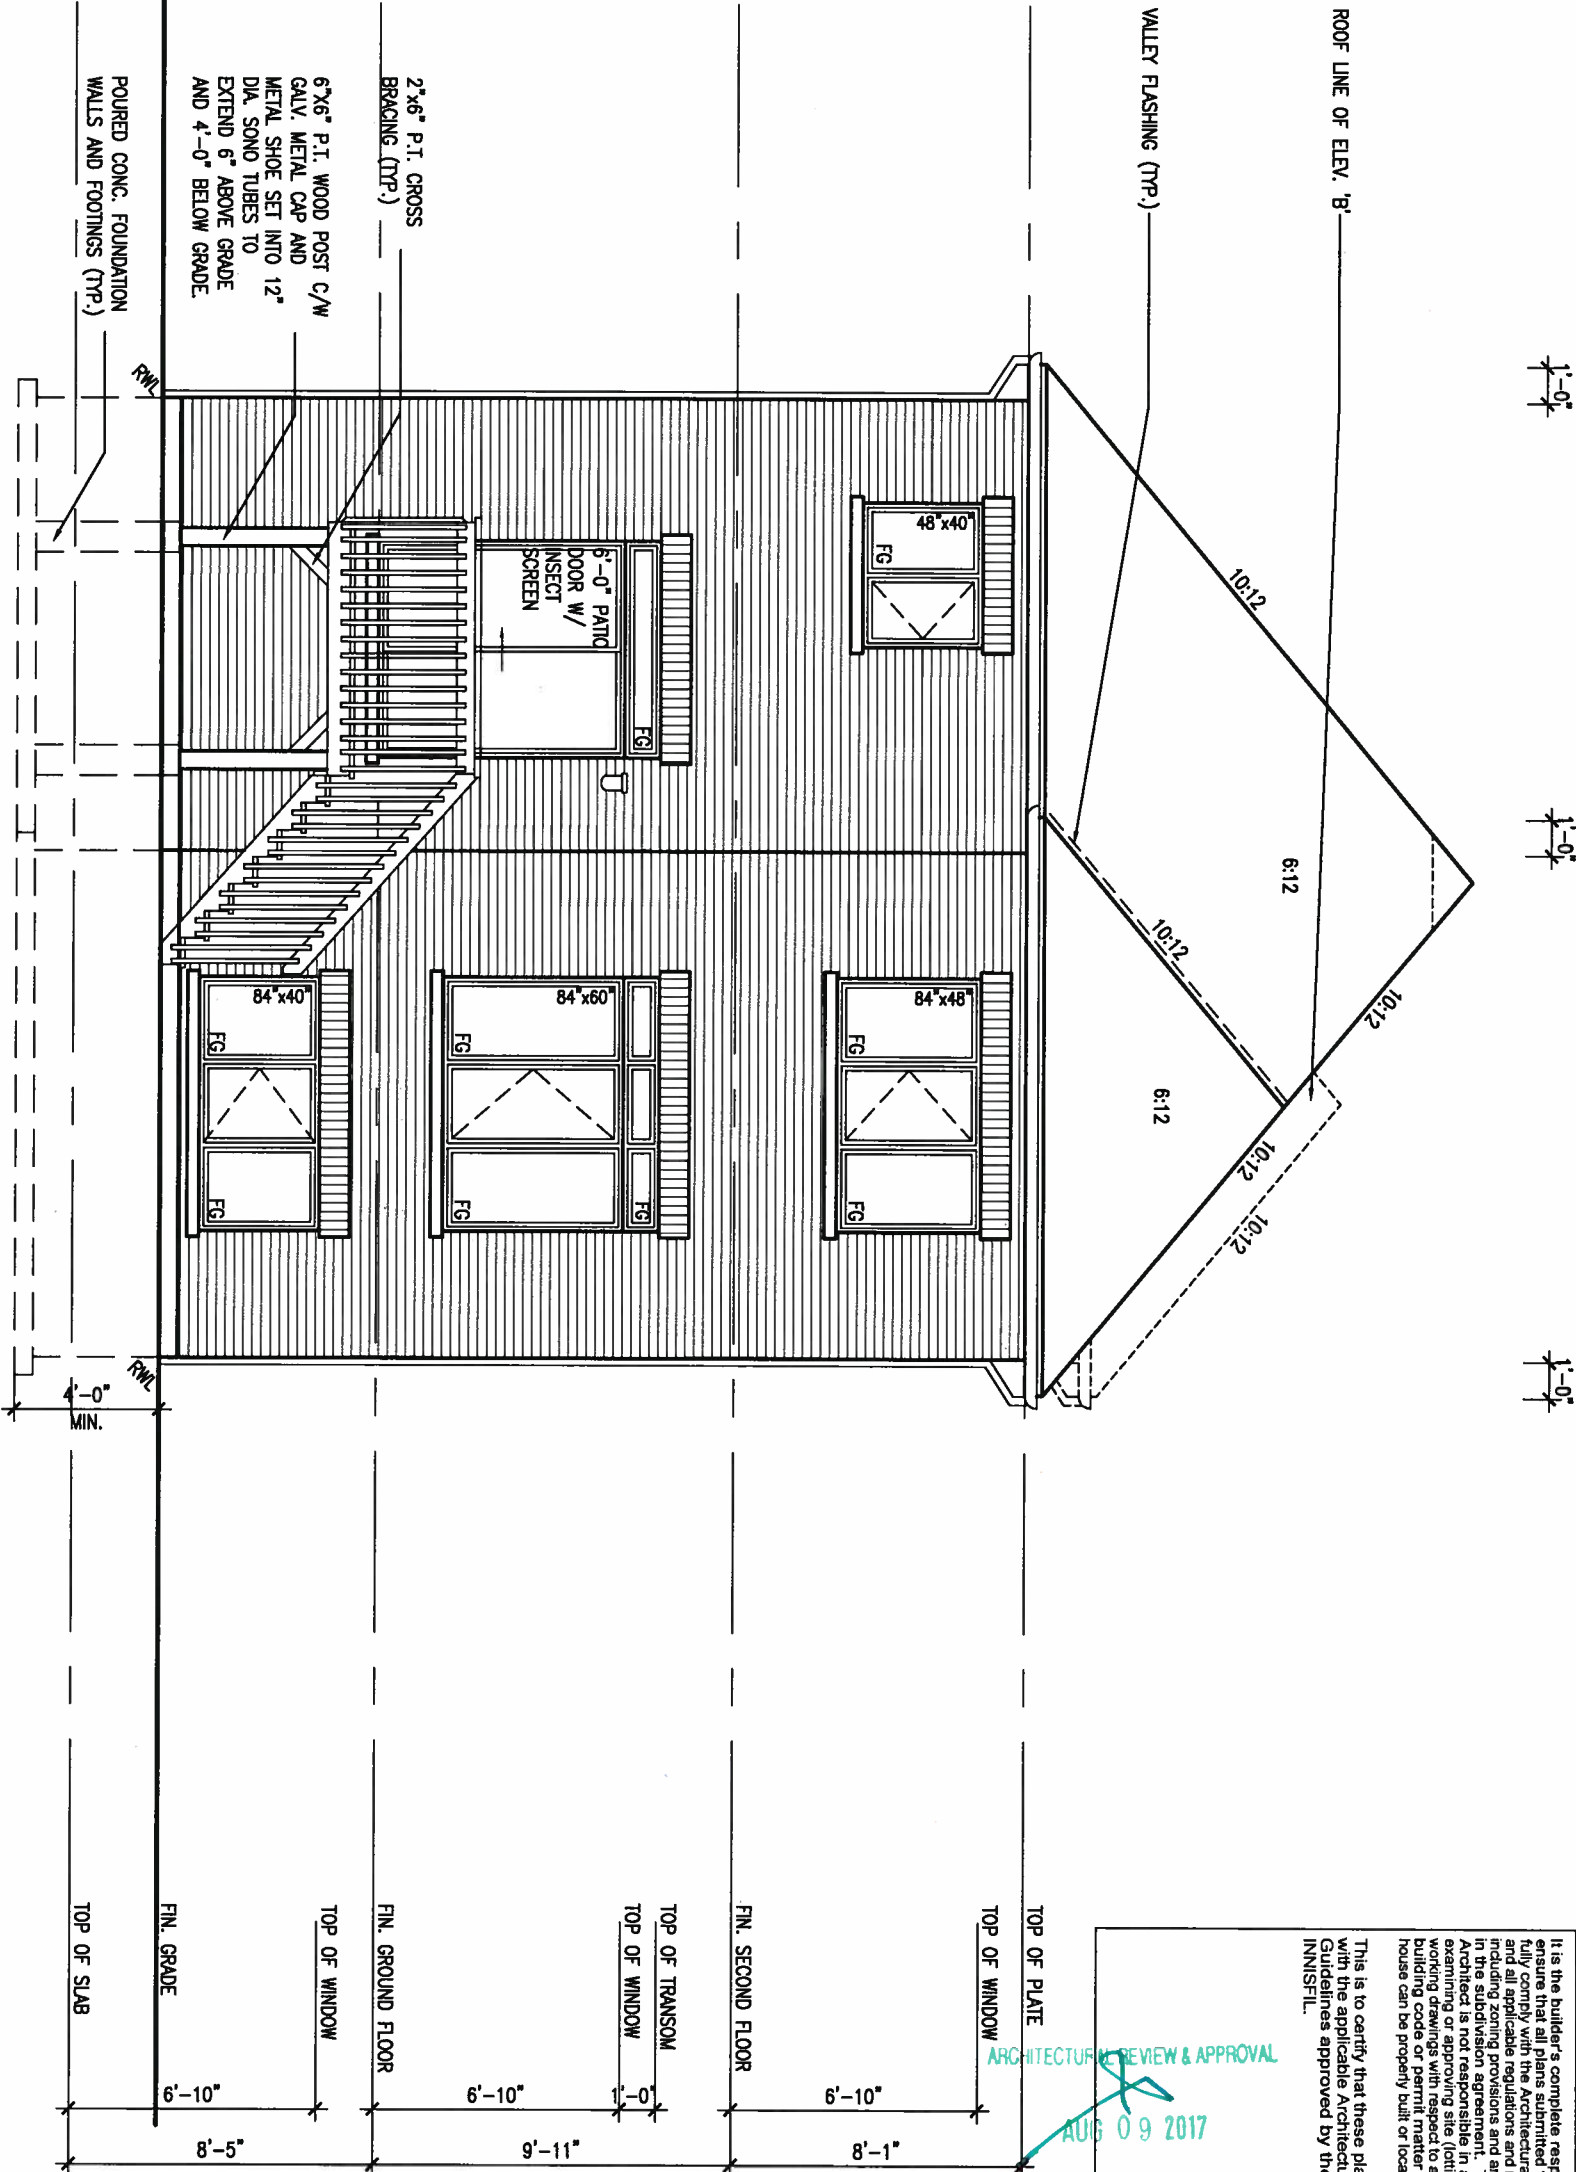 1'-0"
1'-0"
1'-0"
ROOF LINE OF ELEV. 'B'
VALLEY FLASHING (TYP.)
10:12
6:12
10:12
10:12
6:12
10:12
10:12
2"x6" P.T. CROSS
BRACING (TYP.)
6"X6" P.T. WOOD POST C/W
GALV. METAL CAP AND
METAL SHOE SET INTO 12"
DIA. SONO TUBES TO
EXTEND 6" ABOVE GRADE
AND 4'-0" BELOW GRADE.
POURED CONC. FOUNDATION
WALLS AND FOOTINGS (TYP.)
RWL
48"x40"
FG
6'-0" PATIO
DOOR W/
INSECT
SCREEN
FG
84"x48"
FG
FG
84"x60"
FG
FG
FG
84"x40"
FG
FG
RWL
4'-0"
MIN.
TOP OF PLATE
TOP OF WINDOW
FIN. SECOND FLOOR
TOP OF TRANSOM
TOP OF WINDOW
FIN. GROUND FLOOR
TOP OF WINDOW
FIN. GRADE
TOP OF SLAB
6'-10"
1'-0"
6'-10"
6'-10"
8'-1"
9'-11"
8'-5"
It is the builder's complete
ensure that all plans submitted
fully comply with the
and all applicable regulations and
including zoning provisions and
in the subdivision agreement.
Architect is not responsible in
examining or approving site
working drawings with respect to
building code or permit matter
house can be properly built or
This is to certify that these
with the applicable
Guidelines approved by the
INNISFIL.
ARCHITECTURAL REVIEW & APPROVAL
AUG 09 2017